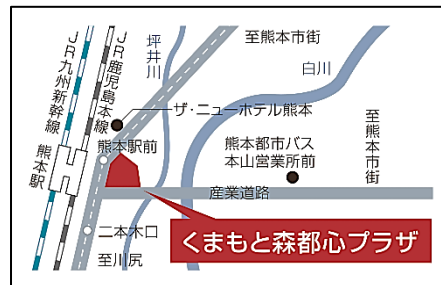 至熊本市街
坪井川
白川
JR九州新幹線
JR鹿児島本線
ザ・ニューホテル熊本
至熊本市街
熊本駅
熊本駅前
熊本都市バス
本山営業所前
産業道路
二本木口
至川尻
くまもと森都心プラザ